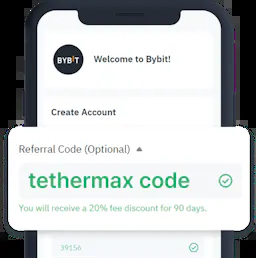 BYBIT
Welcome to Bybit!
Create Account
Referral Code (Optional)
tethermax code
You will receive a 20% fee discount for 90 days.
39156